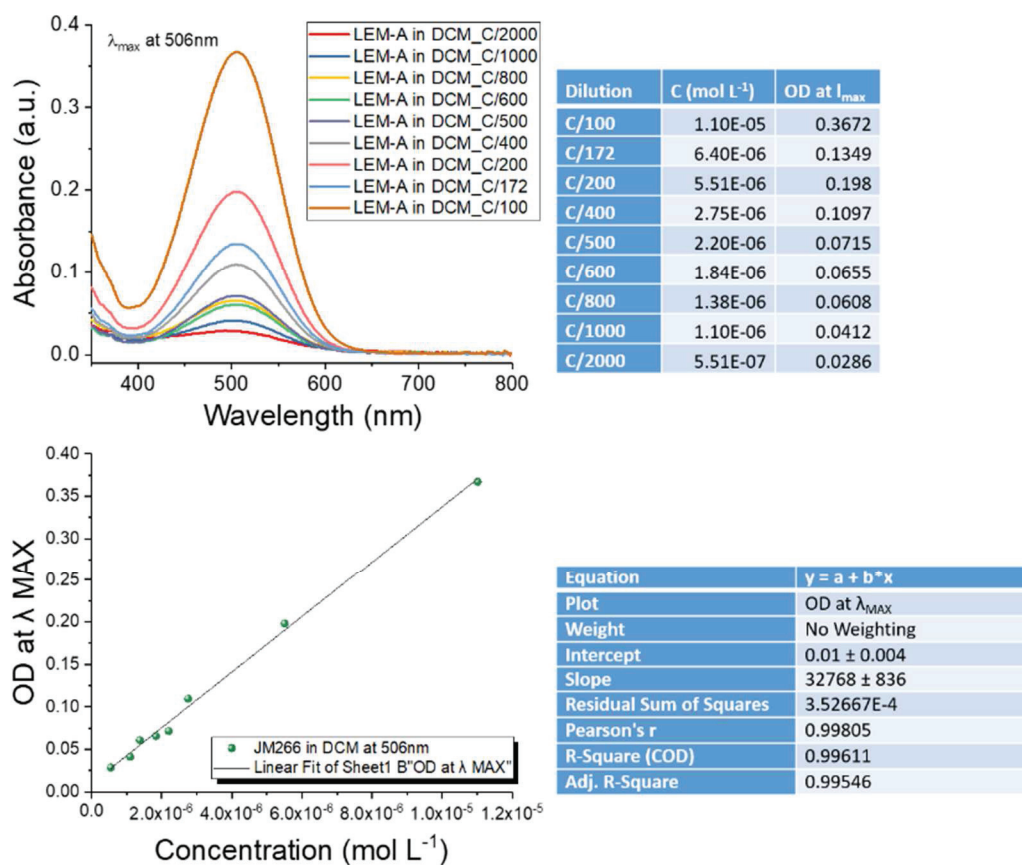 λmax at 506nm
LEM-A in DCM_C/2000
LEM-A in DCM_C/1000
LEM-A in DCM_C/800
LEM-A in DCM_C/600
LEM-A in DCM_C/500
LEM-A in DCM_C/400
LEM-A in DCM_C/200
LEM-A in DCM_C/172
LEM-A in DCM_C/100
Absorbance (a.u.)
0.4
0.3
0.2
0.1
0.0
400 500 600 700 800
Wavelength (nm)
Dilution C (mol L-1) OD at lmax
C/100 1.10E-05 0.3672
C/172 6.40E-06 0.1349
C/200 5.51E-06 0.198
C/400 2.75E-06 0.1097
C/500 2.20E-06 0.0715
C/600 1.84E-06 0.0655
C/800 1.38E-06 0.0608
C/1000 1.10E-06 0.0412
C/2000 5.51E-07 0.0286
OD at λ MAX
0.40
0.35
0.30
0.25
0.20
0.15
0.10
0.05
0.00
JM266 in DCM at 506nm
Linear Fit of Sheet1 B"OD at λ MAX"
0.0 2.0x10-6 4.0x10-6 6.0x10-6 8.0x10-6 1.0x10-5 1.2x10-5
Concentration (mol L-1)
Equation y = a + b*x
Plot OD at λMAX
Weight No Weighting
Intercept 0.01 ± 0.004
Slope 32768 ± 836
Residual Sum of Squares 3.52667E-4
Pearson's r 0.99805
R-Square (COD) 0.99611
Adj. R-Square 0.99546